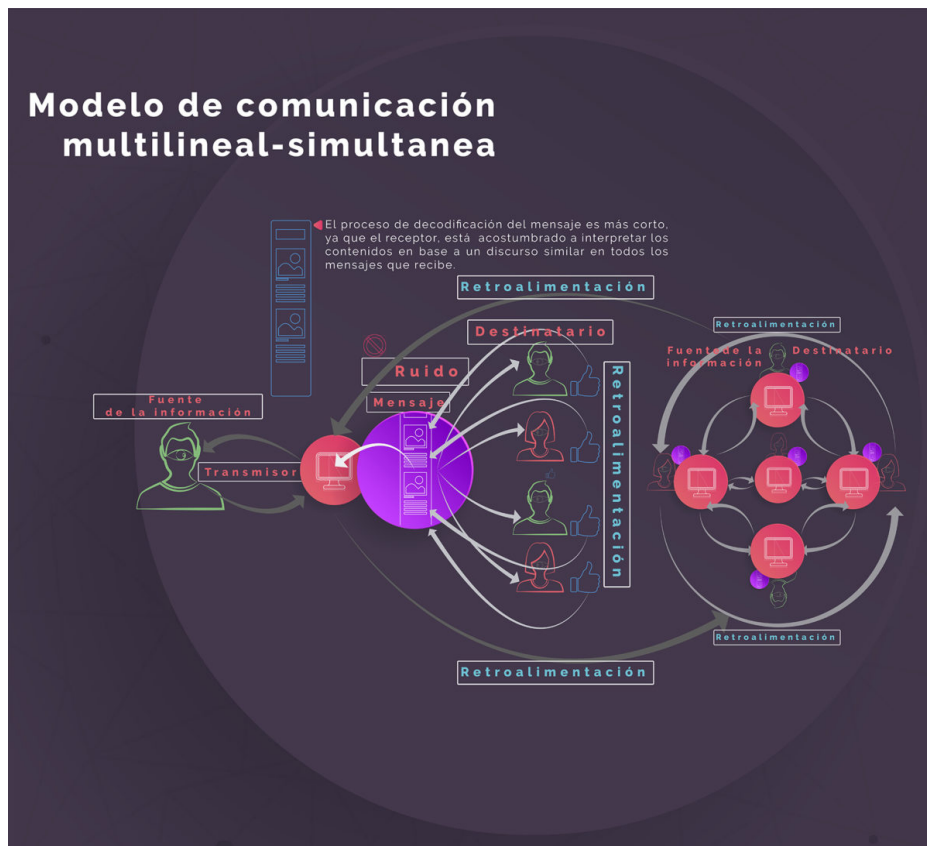 Modelo de comunicación
multilineal-simultanea
El proceso de decodificación del mensaje es más corto,
ya que el receptor, está acostumbrado a interpretar los
contenidos en base a un discurso similar en todos los
mensajes que recibe.
Retroalimentación
Retroalimentación
Destinatario
Fuente de la
información
Destinatario
Ruido
Mensaje
Fuente
de la información
Transmisor
Retroalimentación
Retroalimentación
Retroalimentación